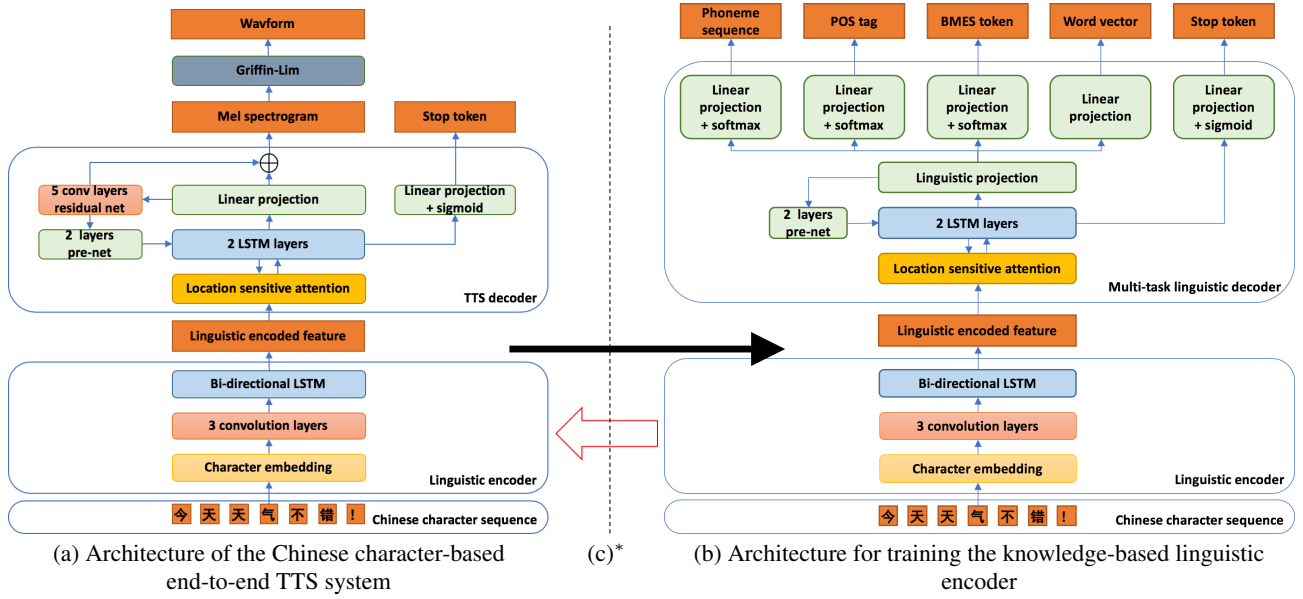 Wavform
Griffin-Lim
Mel spectrogram
Stop token
5 conv layers
residual net
Linear projection
Linear projection
+ sigmoid
2 layers
pre-net
2 LSTM layers
Location sensitive attention
TTS decoder
Linguistic encoded feature
Bi-directional LSTM
3 convolution layers
Character embedding
Linguistic encoder
今 天 天 气 不 错 ！
Chinese character sequence
(a) Architecture of the Chinese character-based
end-to-end TTS system
(c)*
Phoneme
sequence
POS tag
BMES token
Word vector
Stop token
Linear
projection
+ softmax
Linear
projection
+ softmax
Linear
projection
+ softmax
Linear
projection
Linear
projection
+ sigmoid
Linguistic projection
2 layers
pre-net
2 LSTM layers
Location sensitive attention
Multi-task linguistic decoder
Linguistic encoded feature
Bi-directional LSTM
3 convolution layers
Character embedding
Linguistic encoder
今 天 天 气 不 错 ！
Chinese character sequence
(b) Architecture for training the knowledge-based linguistic
encoder